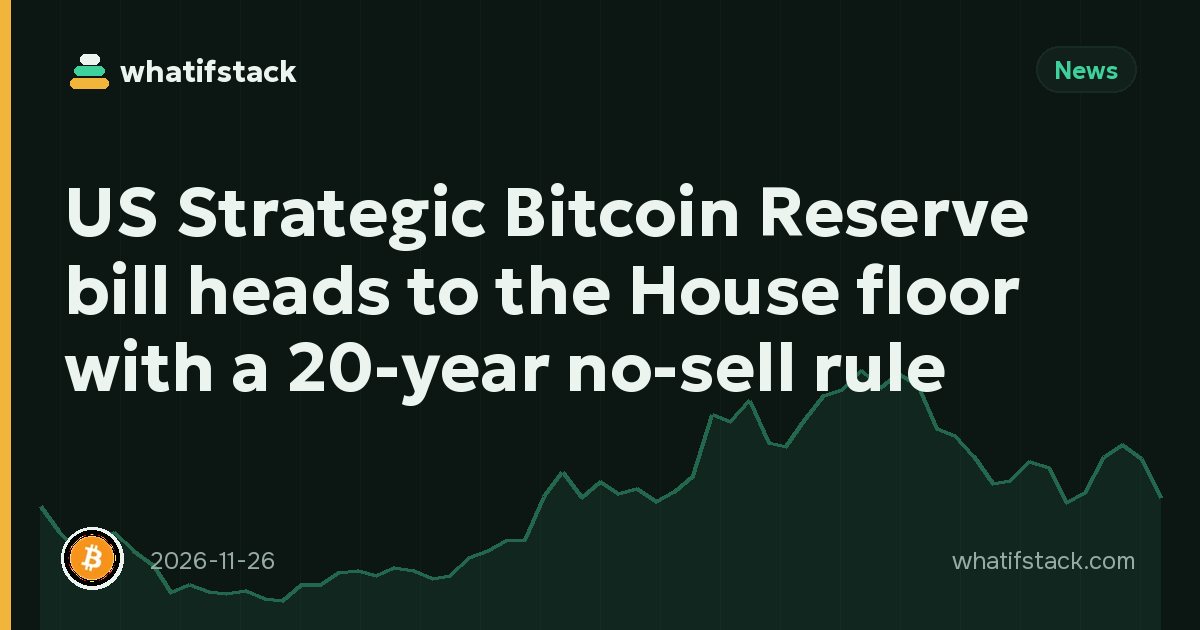 whatifstack
News
US Strategic Bitcoin Reserve
bill heads to the House floor
with a 20-year no-sell rule
2026-11-26
whatifstack.com